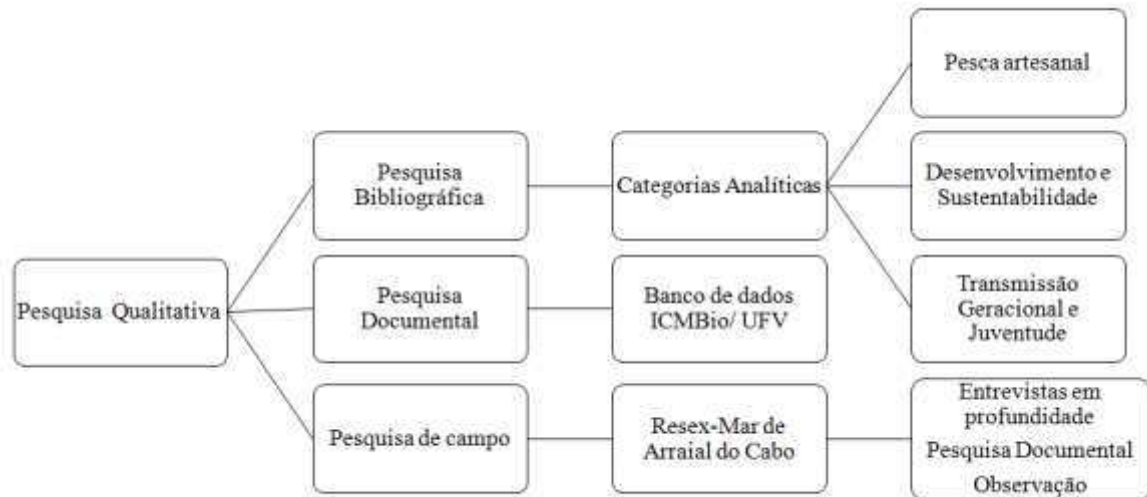 Pesquisa Qualitativa
Pesquisa
Bibliográfica
Pesquisa
Documental
Pesquisa de campo
Categorias Analíticas
Banco de dados
ICMBio/ UFV
Resex-Mar de
Arraial do Cabo
Pesca artesanal
Desenvolvimento e
Sustentabilidade
Transmissão
Geracional e
Juventude
Entrevistas em
profundidade
Pesquisa Documental
Observação